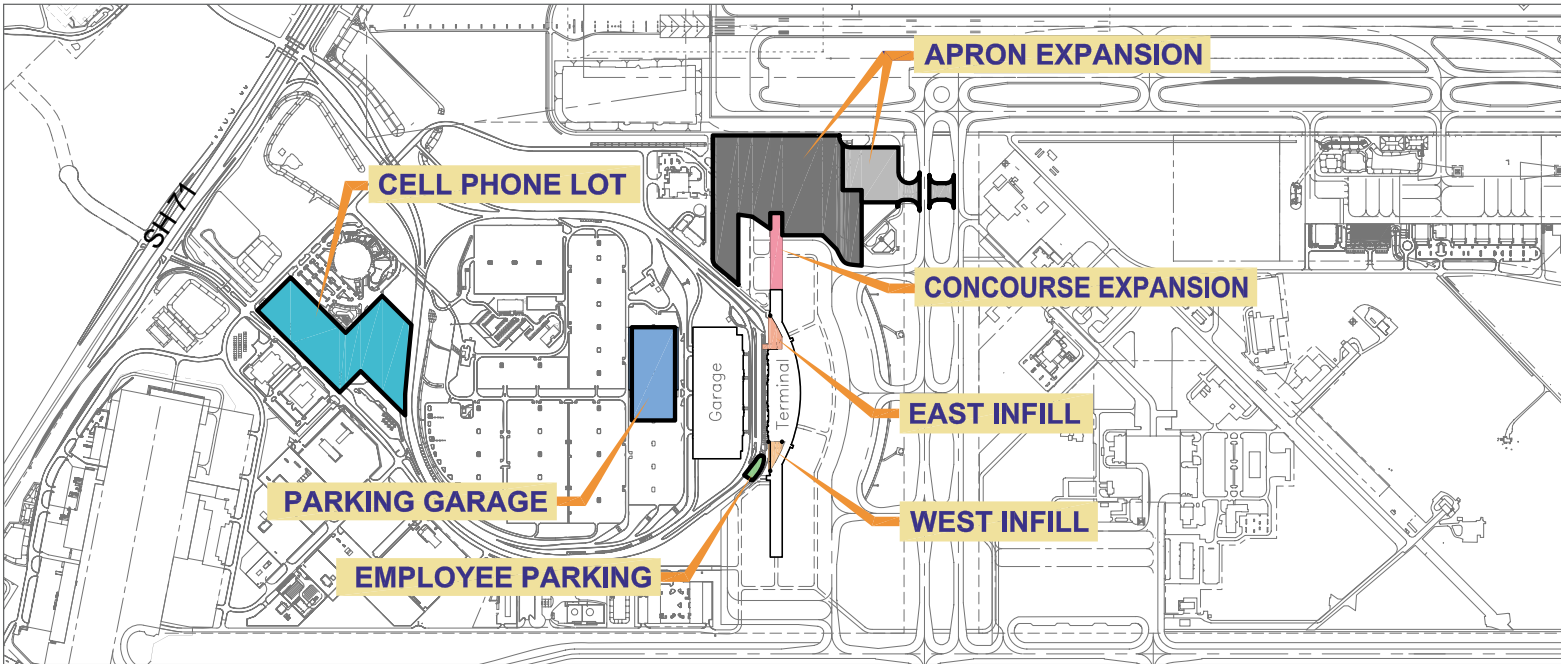 APRON EXPANSION
CELL PHONE LOT
SH 71
CONCOURSE EXPANSION
Garage
Terminal
EAST INFILL
PARKING GARAGE
WEST INFILL
EMPLOYEE PARKING